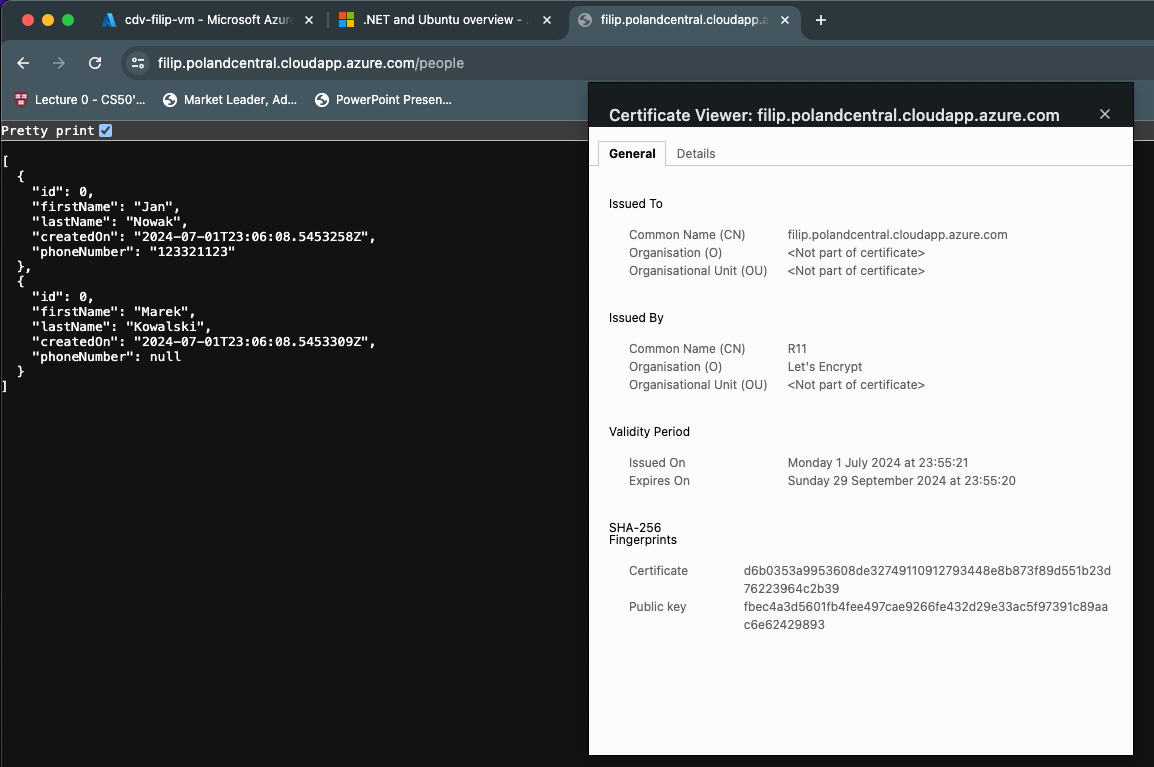 cdv-filip-vm - Microsoft Azur
.NET and Ubuntu overview -
filip.polandcentral.cloudapp.a
filip.polandcentral.cloudapp.azure.com/people
Lecture 0 - CS50'...
Market Leader, Ad...
PowerPoint Presen...
Pretty print
[
  {
    "id": 0,
    "firstName": "Jan",
    "lastName": "Nowak",
    "createdOn": "2024-07-01T23:06:08.5453258Z",
    "phoneNumber": "123321123"
  },
  {
    "id": 0,
    "firstName": "Marek",
    "lastName": "Kowalski",
    "createdOn": "2024-07-01T23:06:08.5453309Z",
    "phoneNumber": null
  }
]
Certificate Viewer: filip.polandcentral.cloudapp.azure.com
General Details
Issued To
Common Name (CN) filip.polandcentral.cloudapp.azure.com
Organisation (O) <Not part of certificate>
Organisational Unit (OU) <Not part of certificate>
Issued By
Common Name (CN) R11
Organisation (O) Let's Encrypt
Organisational Unit (OU) <Not part of certificate>
Validity Period
Issued On Monday 1 July 2024 at 23:55:21
Expires On Sunday 29 September 2024 at 23:55:20
SHA-256
Fingerprints
Certificate d6b0353a9953608de32749110912793448e8b873f89d551b23d
76223964c2b39
Public key fbec4a3d5601fb4fee497cae9266fe432d29e33ac5f97391c89aa
c6e62429893